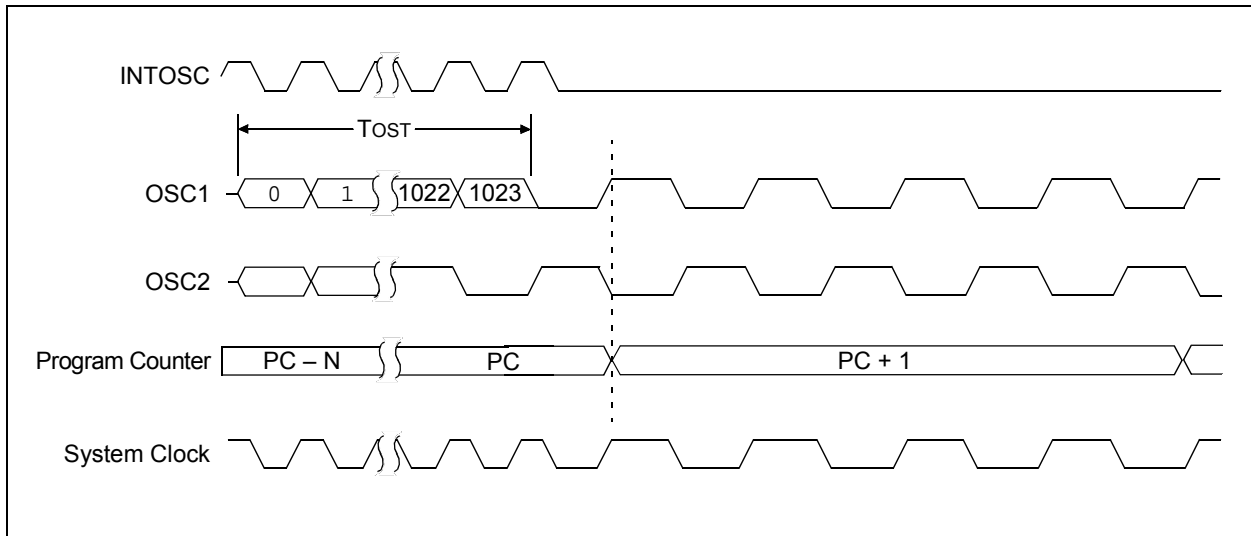 INTOSC
TOST
OSC1 0 1 1022 1023
OSC2
Program Counter PC – N PC PC + 1
System Clock